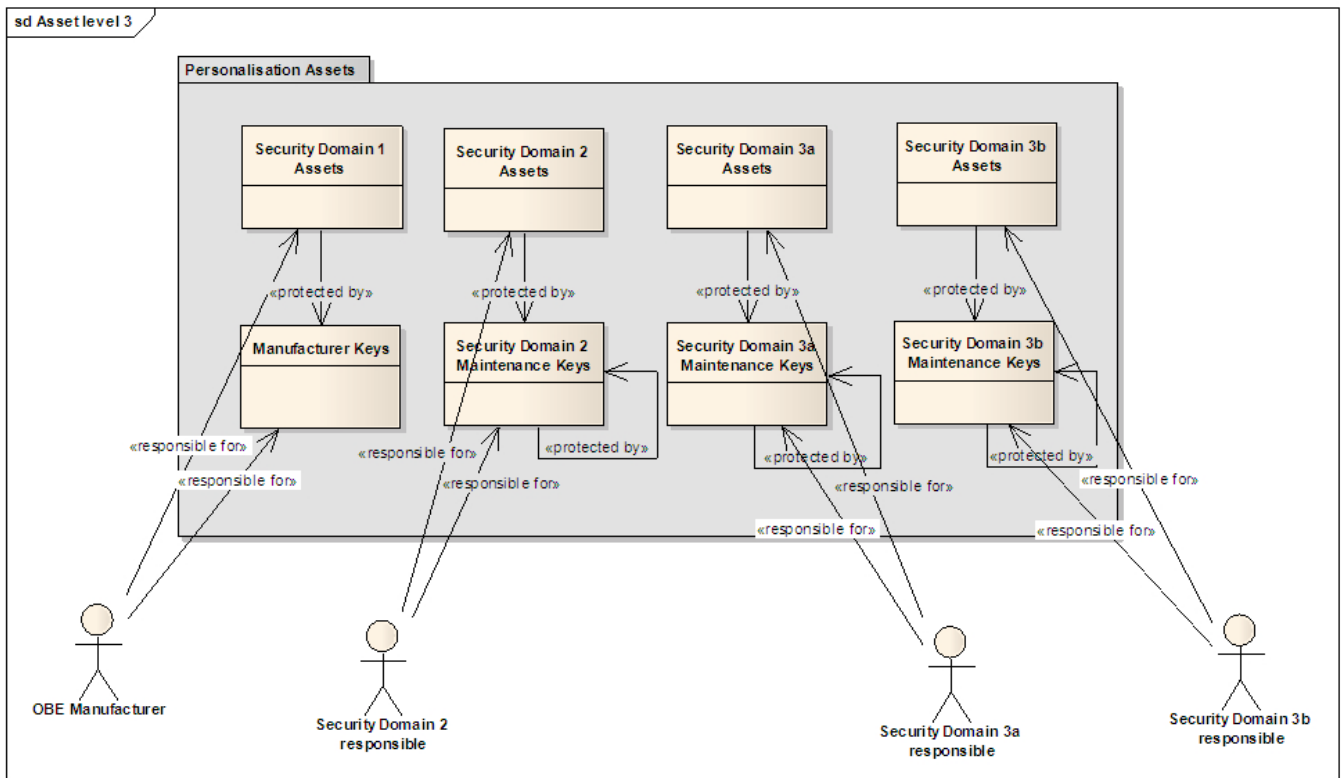 sd Asset level 3
Personalisation Assets
Security Domain 1
Assets
Security Domain 2
Assets
Security Domain 3a
Assets
Security Domain 3b
Assets
«protected by»
«protected by»
«protected by»
«protected by»
Manufacturer Keys
Security Domain 2
Maintenance Keys
Security Domain 3a
Maintenance Keys
Security Domain 3b
Maintenance Keys
«responsible for»
«responsible for»
«protected by»
«protected by»
«protected by»
«responsible for»
«responsible for»
«responsible for»
«responsible for»
«responsible for»
«responsible for»
OBE Manufacturer
Security Domain 2
responsible
Security Domain 3a
responsible
Security Domain 3b
responsible